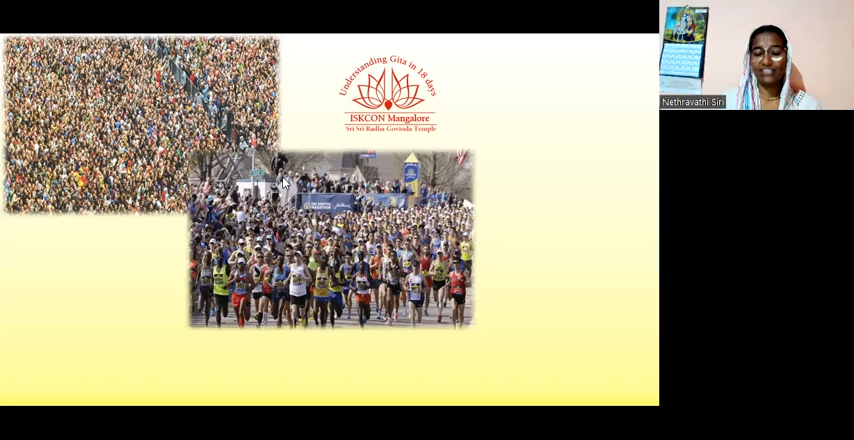 Understanding Gita in 18 days
ISKCON Mangalore
Sri Sri Radha Govinda Temple
Nethravathi Siri